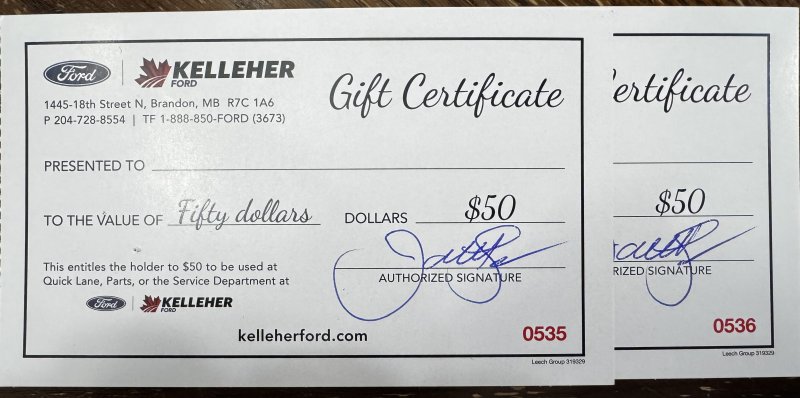 Ford | KELLEHER
FORD
1445-18th Street N, Brandon, MB R7C 1A6
P 204-728-8554 | TF 1-888-850-FORD (3673)
Gift Certificate
PRESENTED TO
TO THE VALUE OF Fifty dollars DOLLARS $50
This entitles the holder to $50 to be used at
Quick Lane, Parts, or the Service Department at
Ford KELLEHER
FORD
AUTHORIZED SIGNATURE
kelleherford.com
0535
Leech Group 319329
ertificate
$50
RIZED SIGNATURE
0536
Leech Group 319329